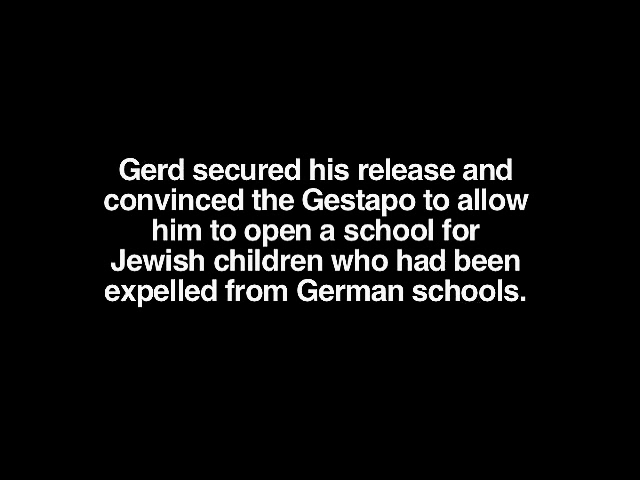 Gerd secured his release and
convinced the Gestapo to allow
him to open a school for
Jewish children who had been
expelled from German schools.